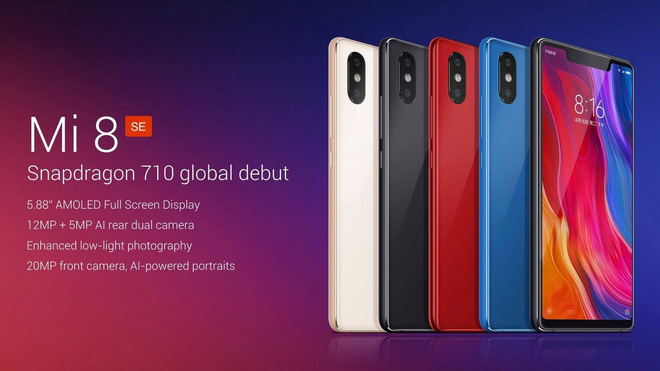 Mi 8 SE
Snapdragon 710 global debut
5.88" AMOLED Full Screen Display
12MP + 5MP AI rear dual camera
Enhanced low-light photography
20MP front camera, AI-powered portraits
8:16